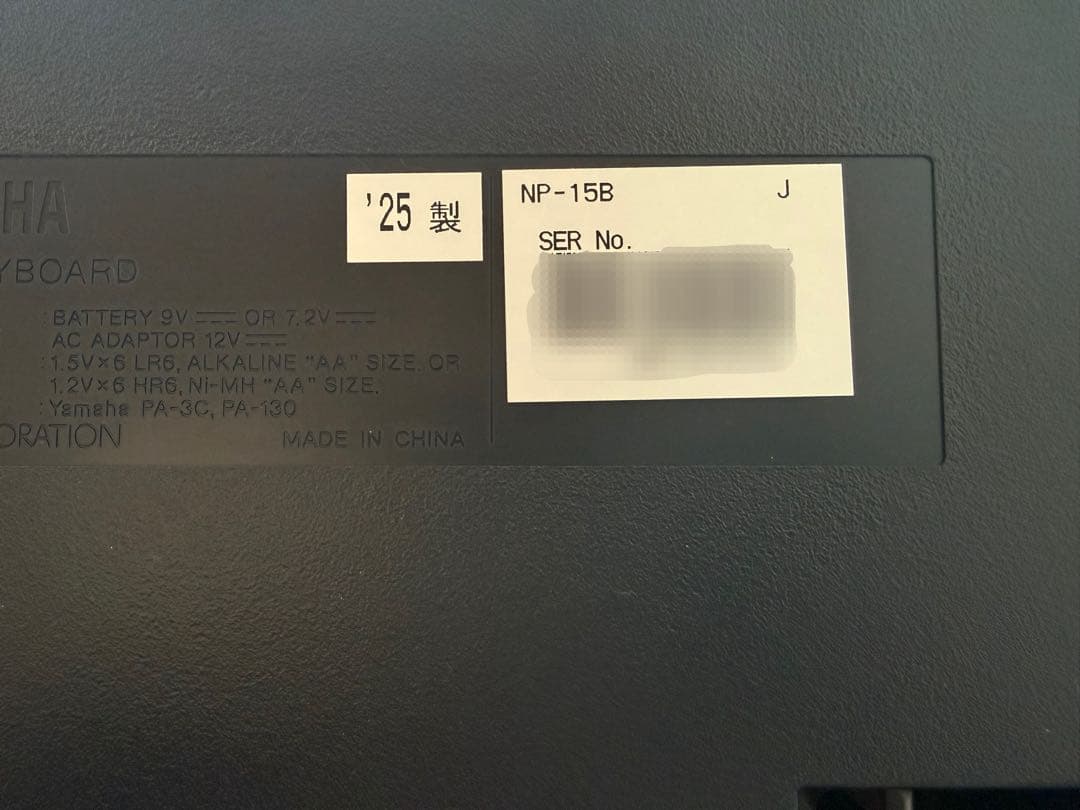 HA
'25 製
NP-15B J
SER No.
YBOARD
BATTERY 9V OR 7.2V
AC ADAPTOR 12V
: 1.5V×6 LR6, ALKALINE "AA" SIZE. OR
1.2V×6 HR6, Ni-MH "AA" SIZE.
: Yamaha PA-3C, PA-130
ORATION
MADE IN CHINA